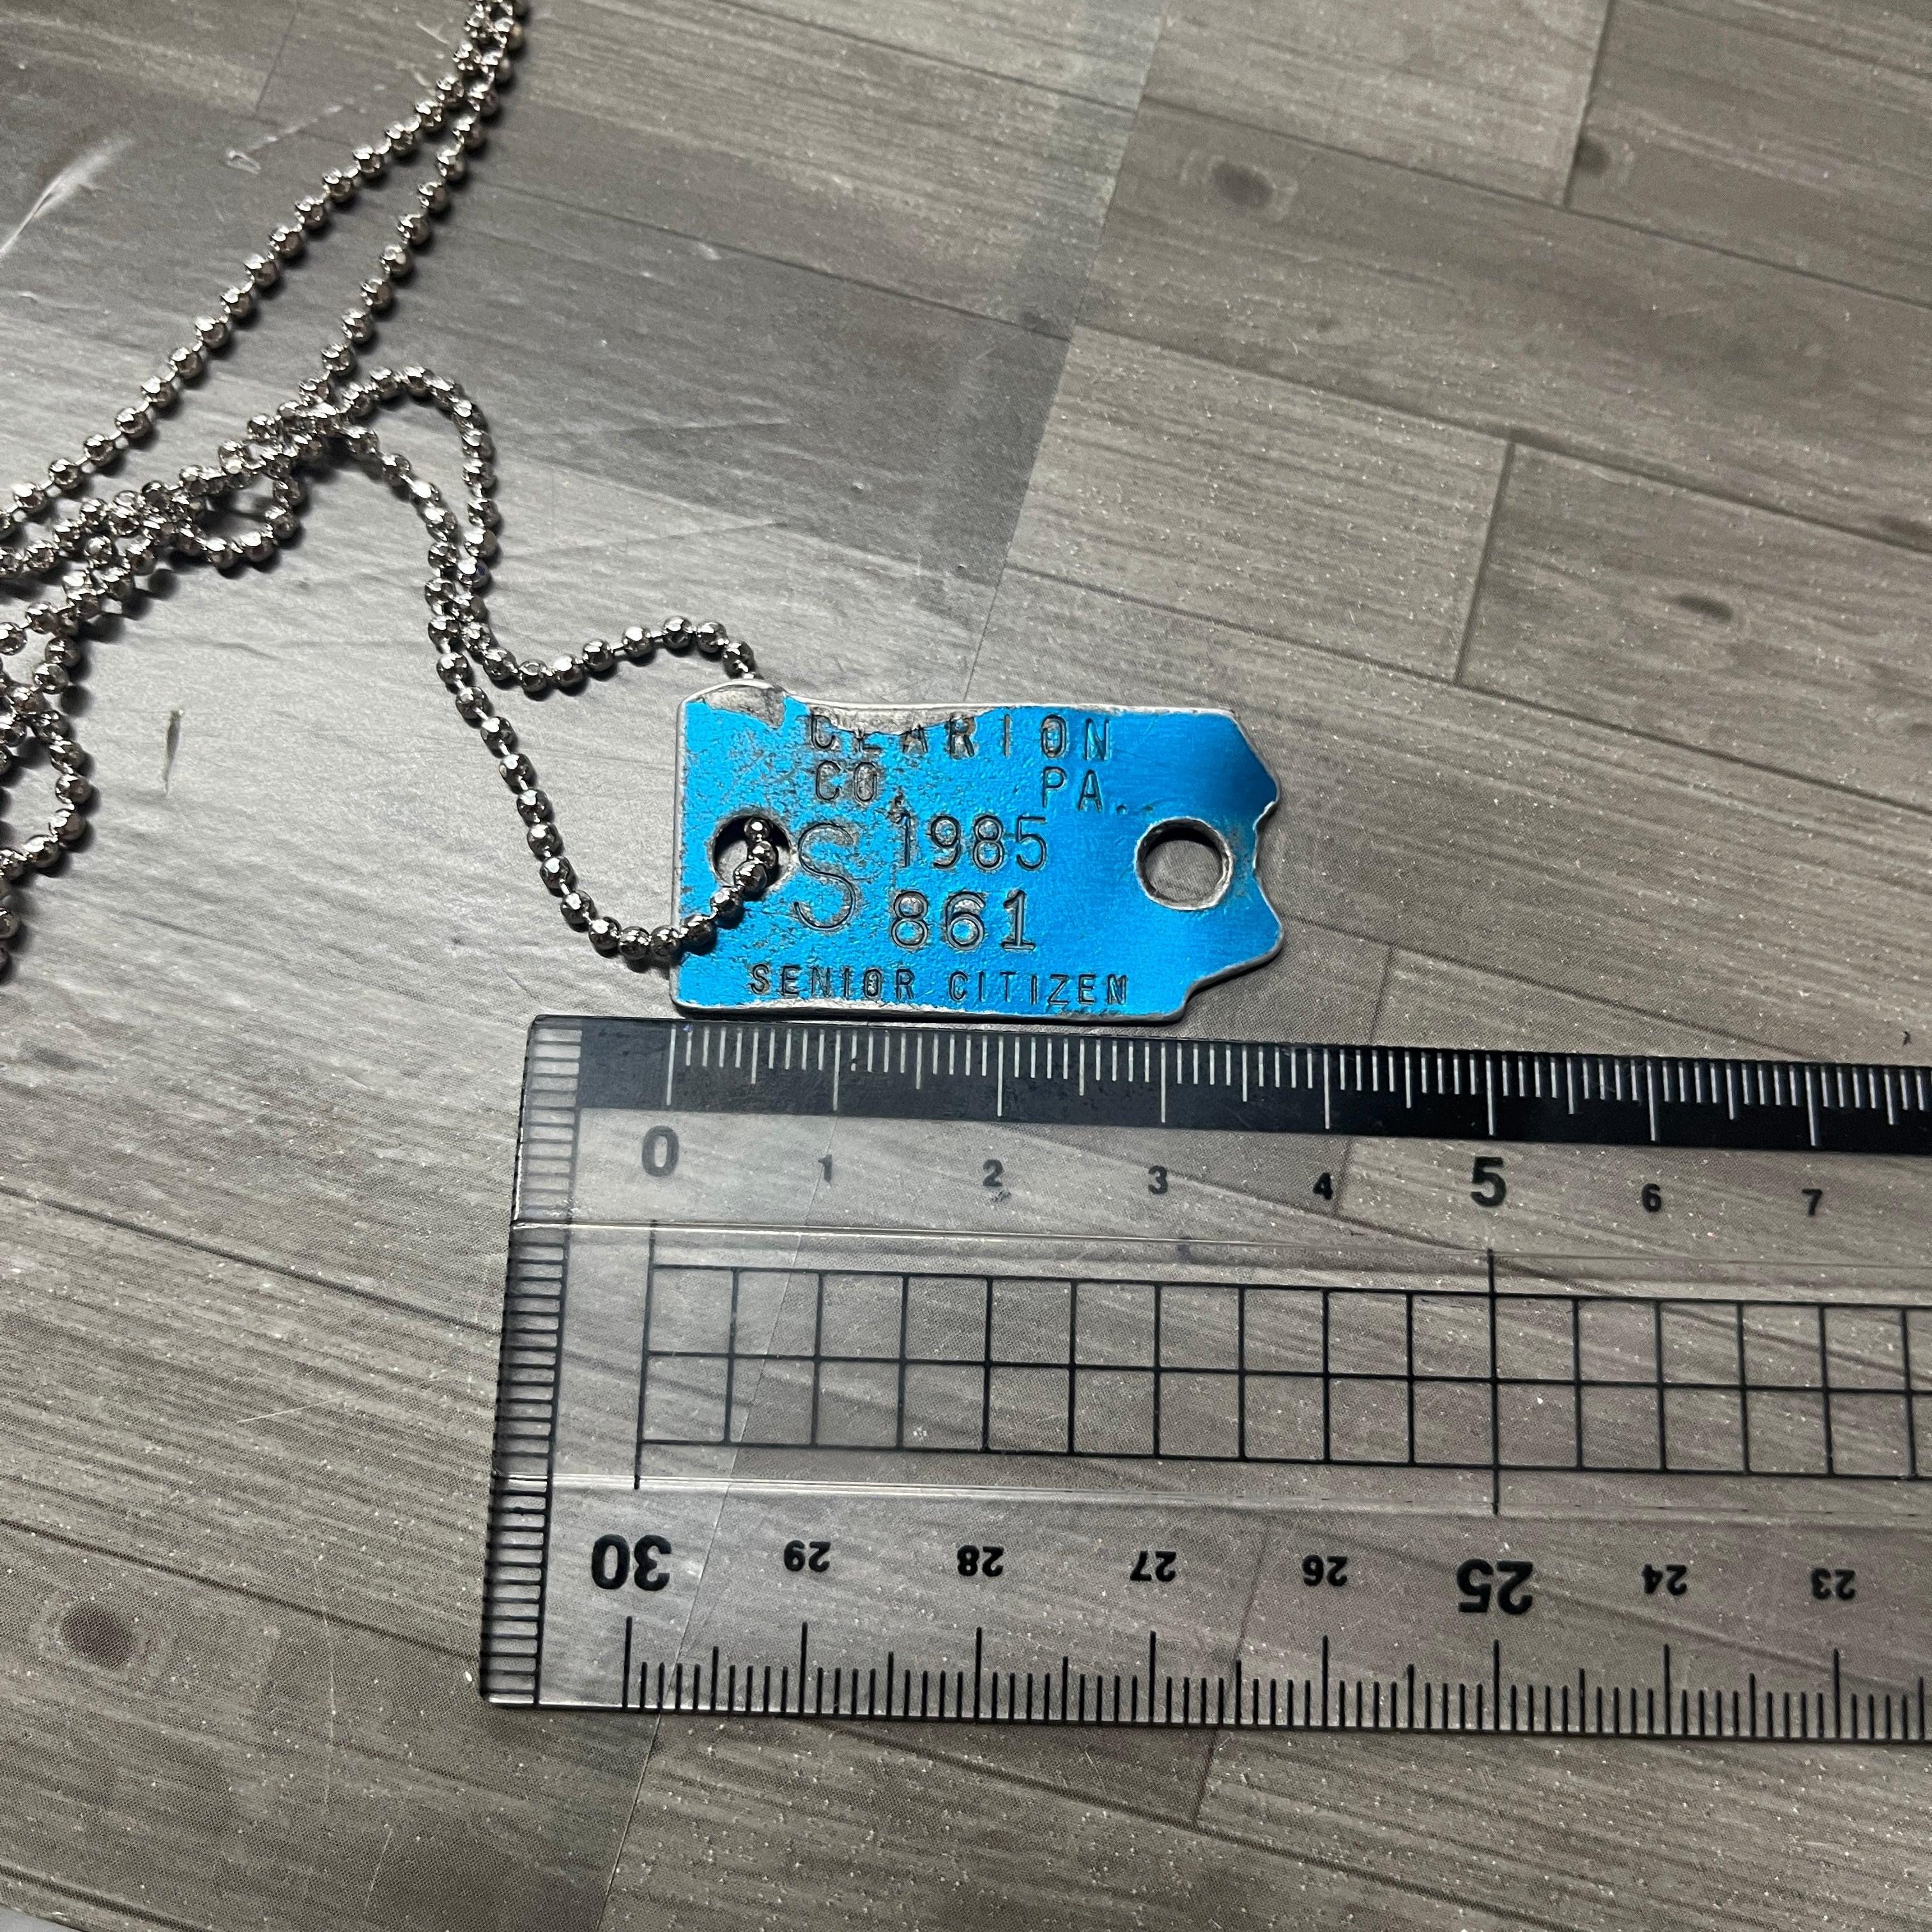 CLARION
CO. PA.
S 1985
861
SENIOR CITIZEN
0 1 2 3 4 5 6 7
30 29 28 27 26 25 24 23